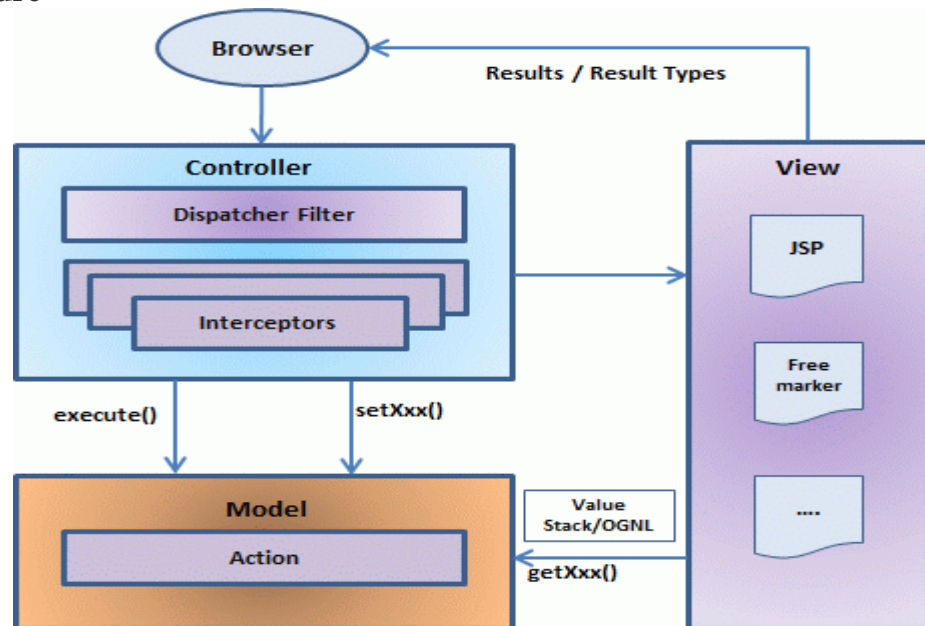 Browser
Results / Result Types
Controller
Dispatcher Filter
Interceptors
View
JSP
Free
marker
....
execute()
setXxx()
Model
Action
Value
Stack/OGNL
getXxx()